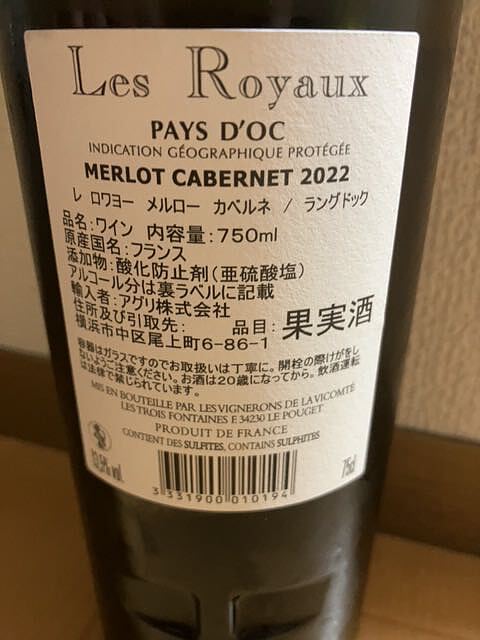 Les Royaux
PAYS D'OC
INDICATION GÉOGRAPHIQUE PROTÉGÉE
MERLOT CABERNET 2022
レ ロワヨー メルロー カベルネ / ラングドック
品名:ワイン 内容量:750ml
原産国名:フランス
添加物:酸化防止剤(亜硫酸塩)
アルコール分は裏ラベルに記載
輸入者:アグリ株式会社
住所及び引取先: 品目:果実酒
横浜市中区尾上町6-86-1
容器はガラスですのでお取扱いは丁寧に。開栓の際けがをし
ないようご注意ください。お酒は20歳になってから。飲酒運転
は法律で禁じられています。
MIS EN BOUTEILLE PAR LES VIGNERONS DE LA VICOMTÉ
LES TROIS FONTAINES F 34230 LE POUGET
PRODUIT DE FRANCE
CONTIENT DES SULFITES, CONTAINS SULPHITES
13,5% vol.
75cl
3 331900 010194